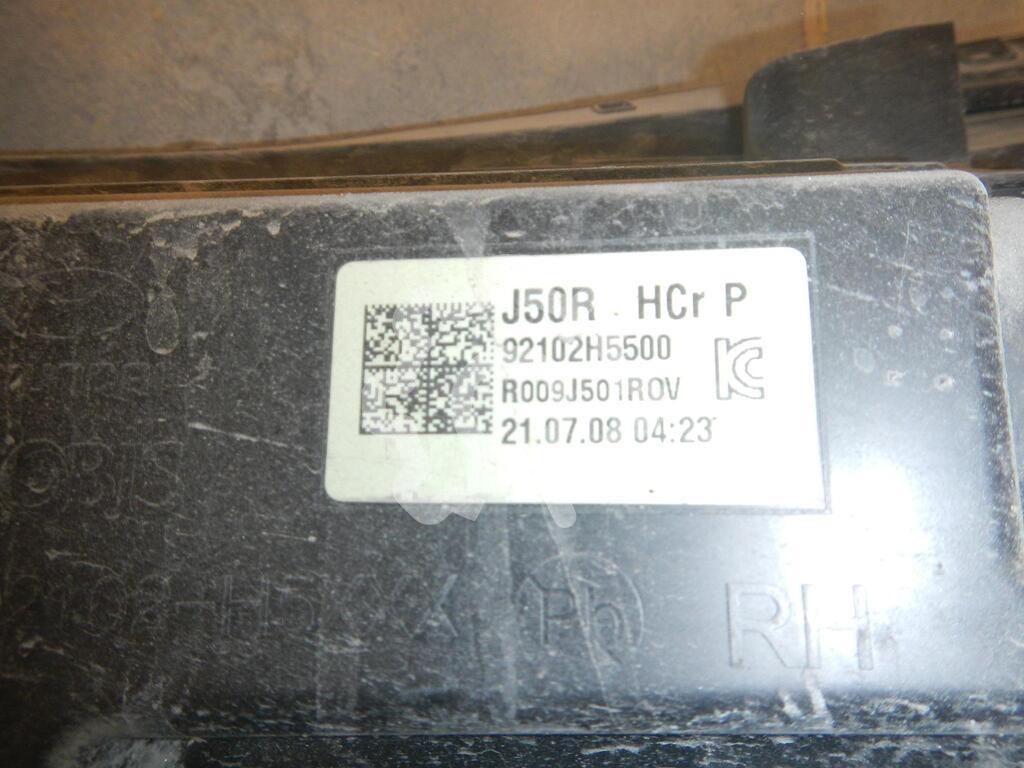 J50R HCr P
92102H5500
R009J501ROV
21.07.08 04:23
RH